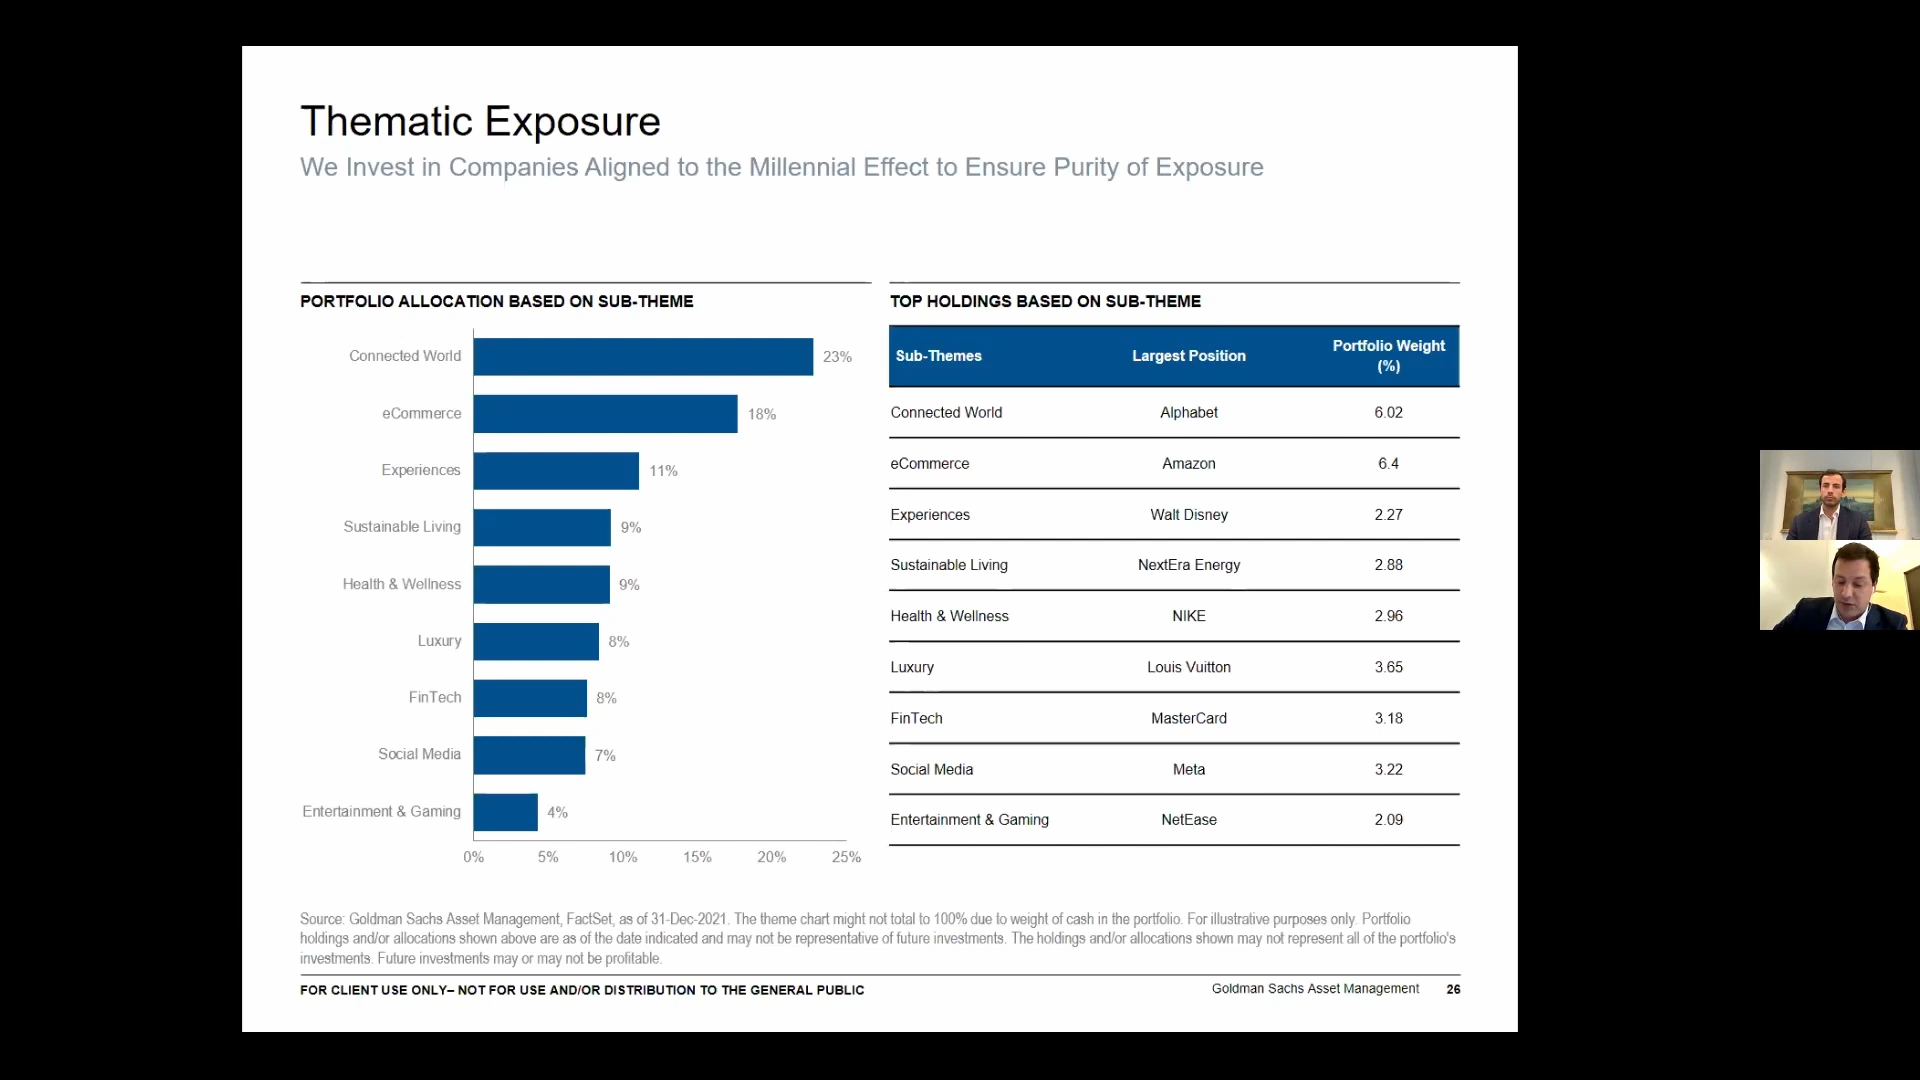 Thematic Exposure
We Invest in Companies Aligned to the Millennial Effect to Ensure Purity of Exposure
PORTFOLIO ALLOCATION BASED ON SUB-THEME
Connected World 23%
eCommerce 18%
Experiences 11%
Sustainable Living 9%
Health & Wellness 9%
Luxury 8%
FinTech 8%
Social Media 7%
Entertainment & Gaming 4%
0% 5% 10% 15% 20% 25%
TOP HOLDINGS BASED ON SUB-THEME
Sub-Themes Largest Position Portfolio Weight
(%)
Connected World Alphabet 6.02
eCommerce Amazon 6.4
Experiences Walt Disney 2.27
Sustainable Living NextEra Energy 2.88
Health & Wellness NIKE 2.96
Luxury Louis Vuitton 3.65
FinTech MasterCard 3.18
Social Media Meta 3.22
Entertainment & Gaming NetEase 2.09
Source: Goldman Sachs Asset Management, FactSet, as of 31-Dec-2021. The theme chart might not total to 100% due to weight of cash in the portfolio. For illustrative purposes only. Portfolio
holdings and/or allocations shown above are as of the date indicated and may not be representative of future investments. The holdings and/or allocations shown may not represent all of the portfolio's
investments. Future investments may or may not be profitable.
FOR CLIENT USE ONLY– NOT FOR USE AND/OR DISTRIBUTION TO THE GENERAL PUBLIC
Goldman Sachs Asset Management 26